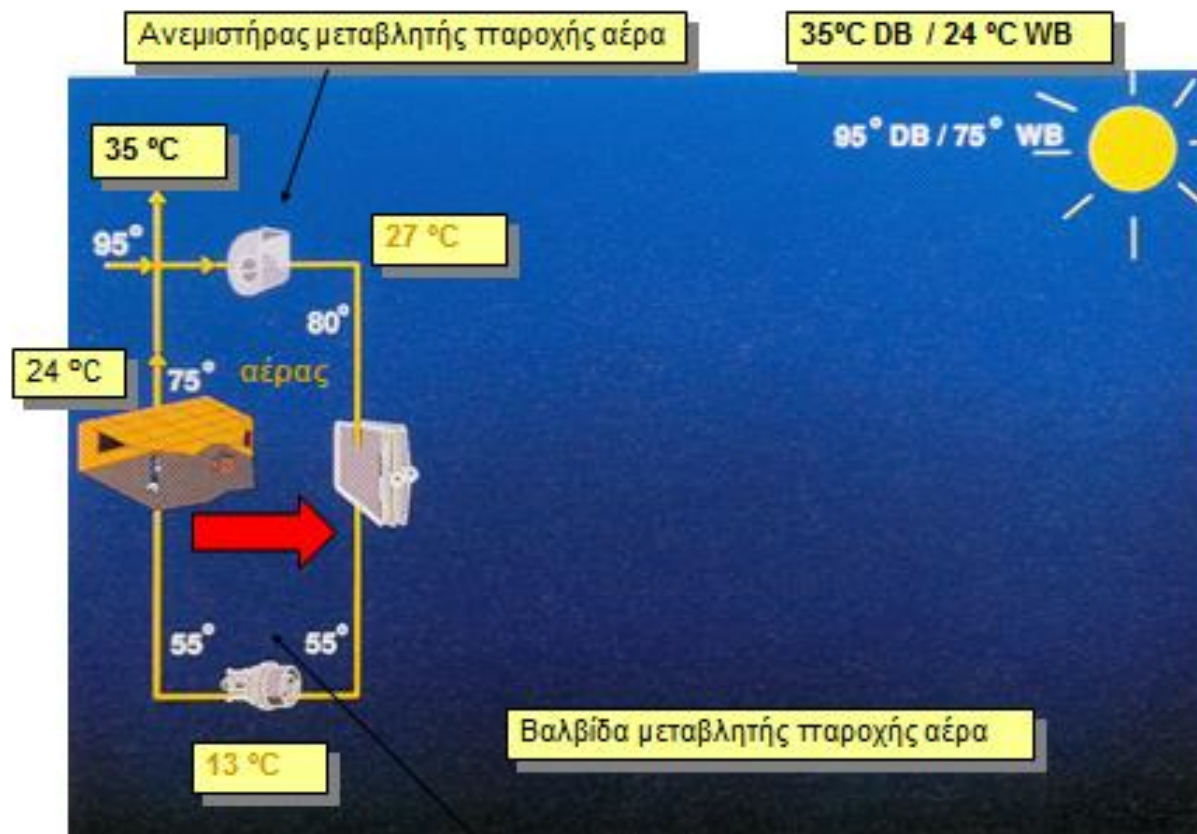 Ανεμιστήρας μεταβλητής παροχής αέρα
35ºC DB / 24 ºC WB
95° DB / 75° WB
35 ºC
95°
27 ºC
80°
24 ºC
75°
αέρας
55°
55°
Βαλβίδα μεταβλητής παροχής αέρα
13 ºC